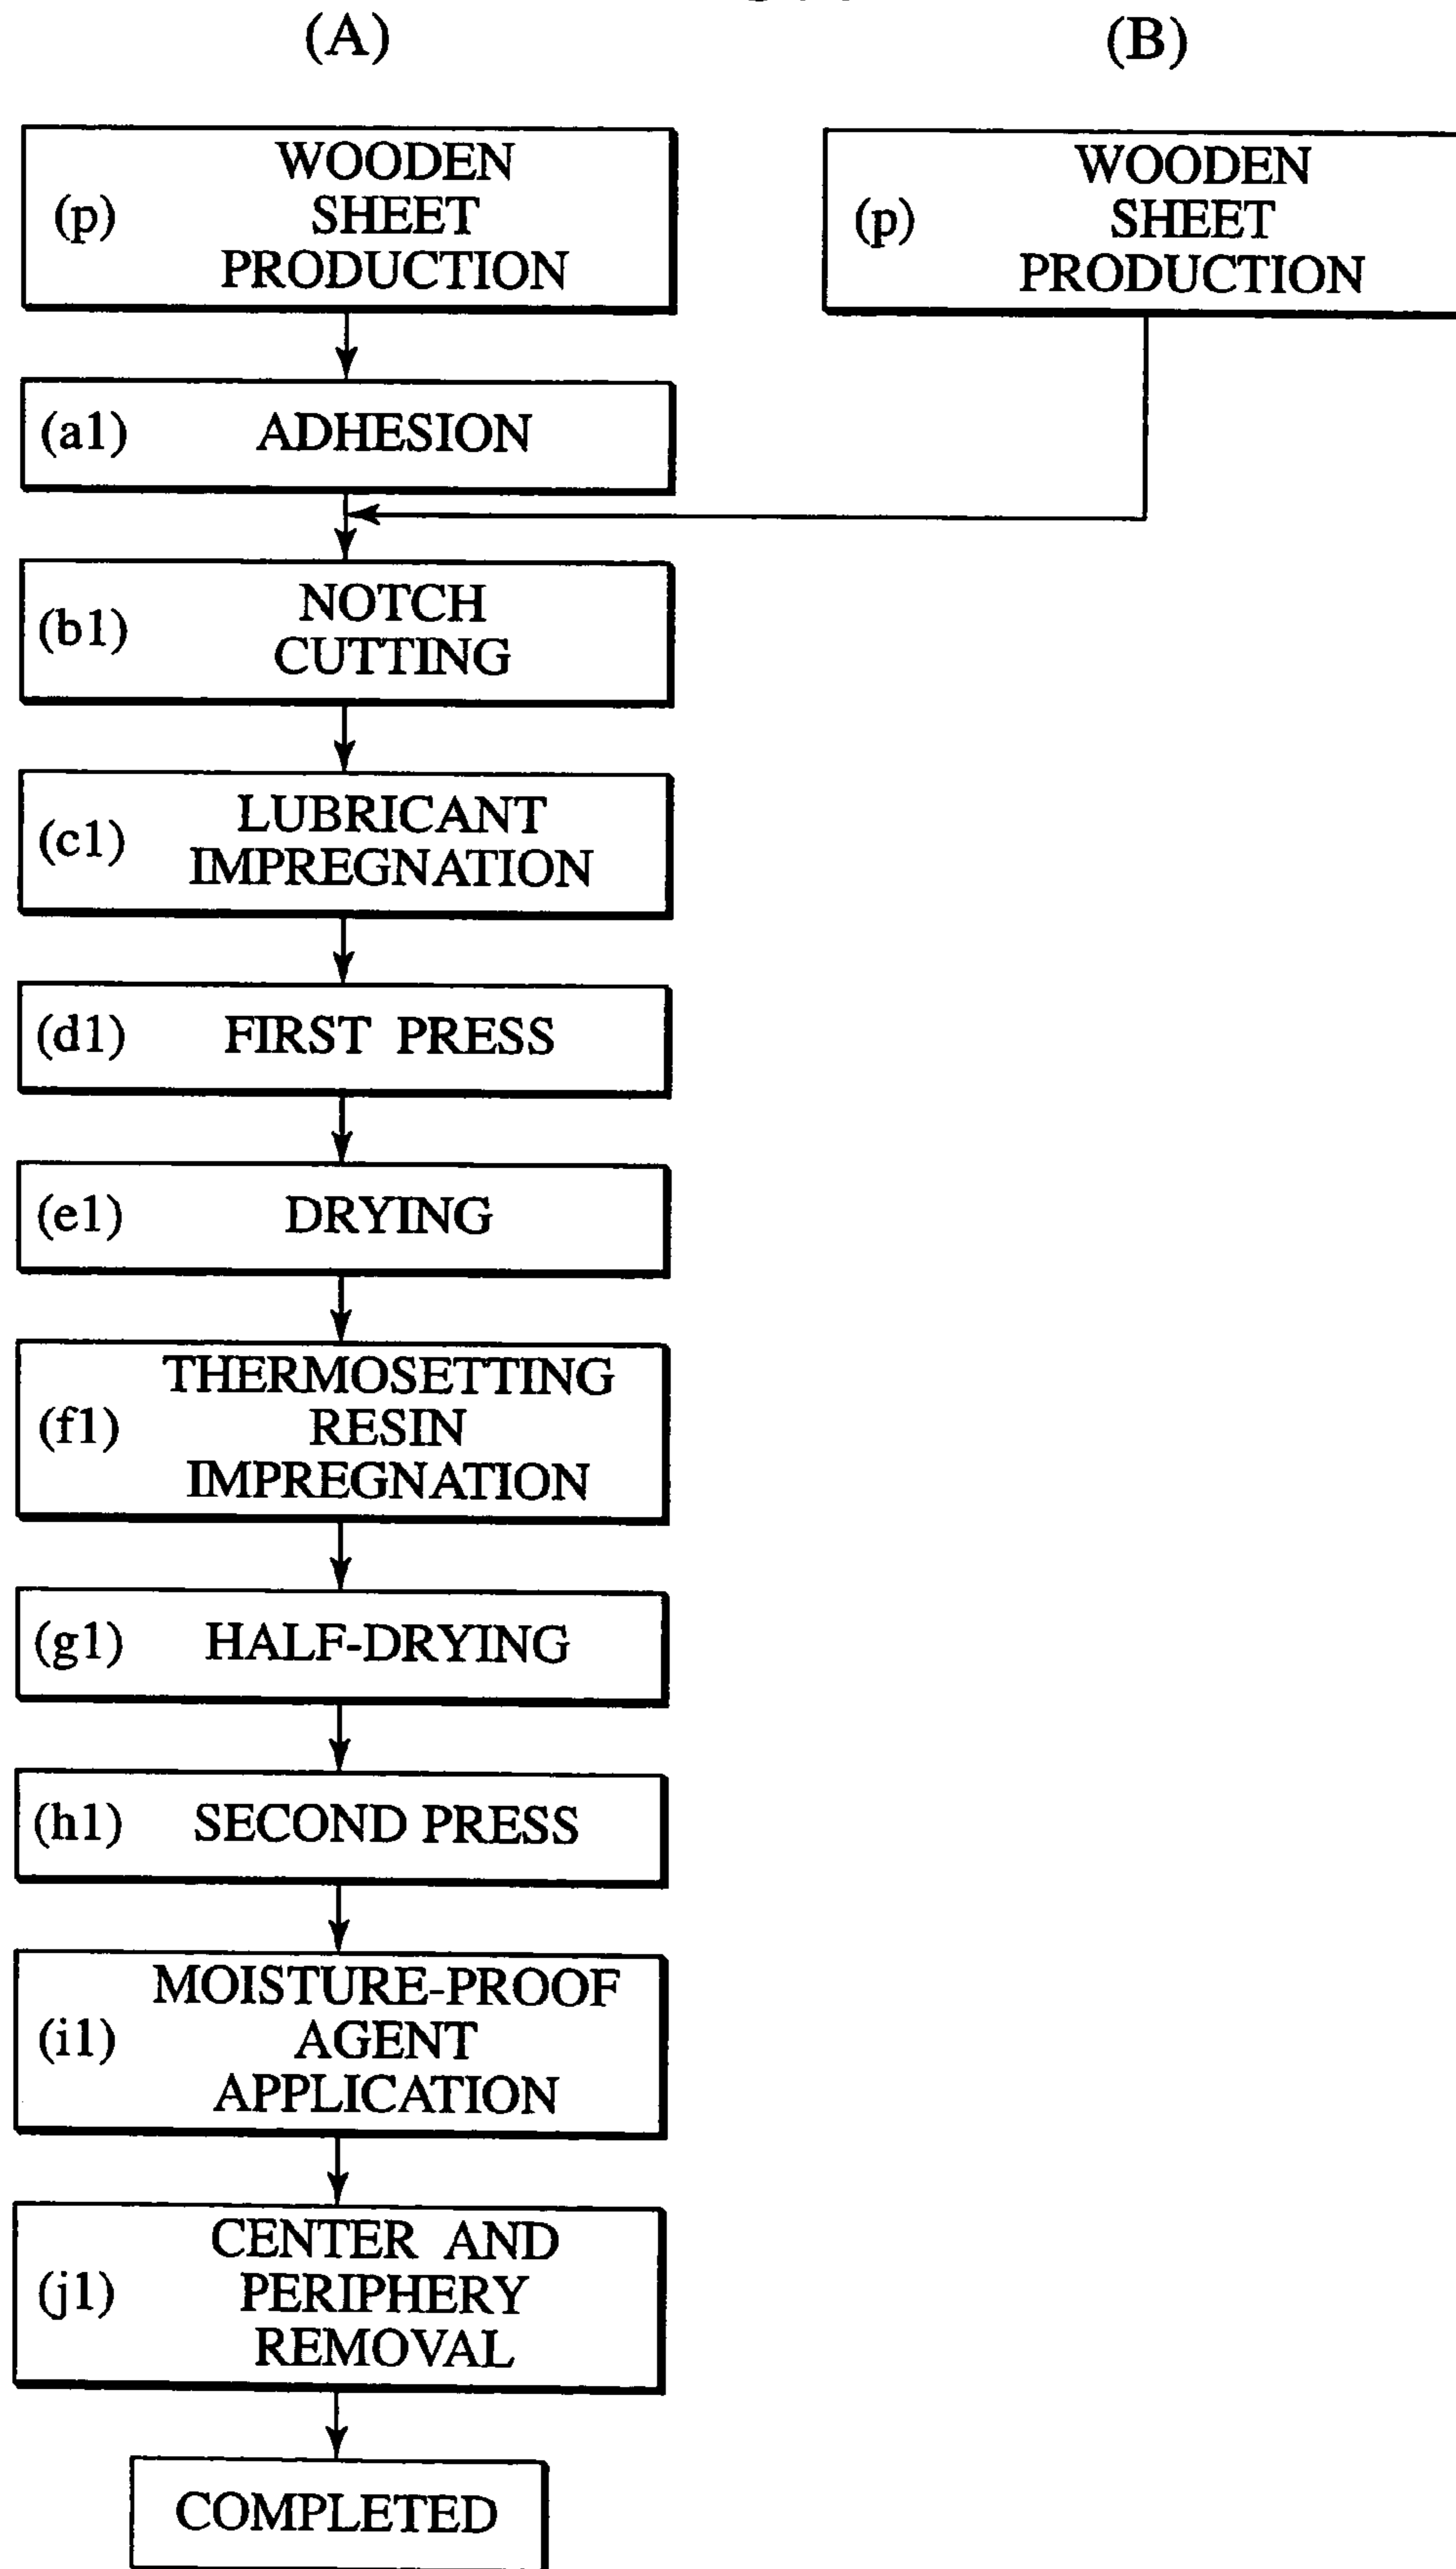 (A)
(B)
(p)
WOODEN
SHEET
PRODUCTION
(p)
WOODEN
SHEET
PRODUCTION
(a1)
ADHESION
(b1)
NOTCH
CUTTING
(c1)
LUBRICANT
IMPREGNATION
(d1)
FIRST PRESS
(e1)
DRYING
(f1)
THERMOSETTING
RESIN
IMPREGNATION
(g1)
HALF-DRYING
(h1)
SECOND PRESS
(i1)
MOISTURE-PROOF
AGENT
APPLICATION
(j1)
CENTER AND
PERIPHERY
REMOVAL
COMPLETED